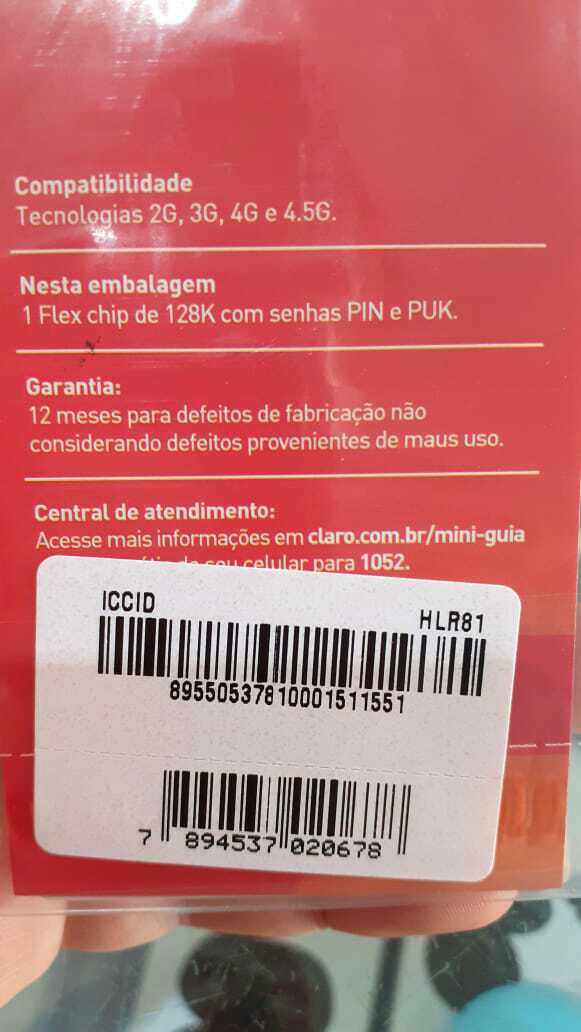 Compatibilidade
Tecnologias 2G, 3G, 4G e 4.5G.
Nesta embalagem
1 Flex chip de 128K com senhas PIN e PUK.
Garantia:
12 meses para defeitos de fabricação não
considerando defeitos provenientes de maus uso.
Central de atendimento:
Acesse mais informações em claro.com.br/mini-guia
celular para 1052.
ICCID
HLR81
89550537810001511551
7 894537 020678